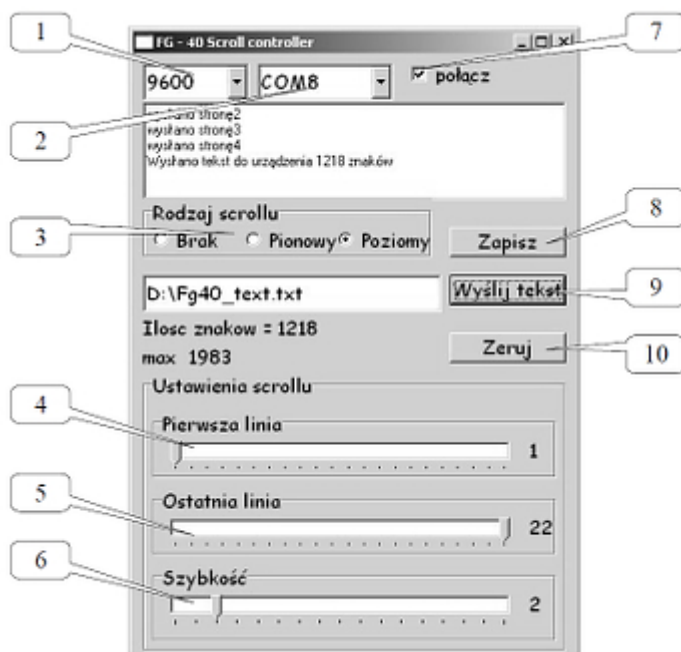 1
7
FG - 40 Scroll controller
9600
COM8
połącz
2
wysłano stronę2
wysłano stronę3
wysłano stronę4
Wysłano tekst do urządzenia 1218 znaków
Rodzaj scrollu
8
3
Brak
Pionowy
Poziomy
Zapisz
D:\Fg40_text.txt
Wyślij tekst
9
Ilosc znakow = 1218
max 1983
Zeruj
10
Ustawienia scrollu
4
Pierwsza linia
1
5
Ostatnia linia
22
6
Szybkość
2